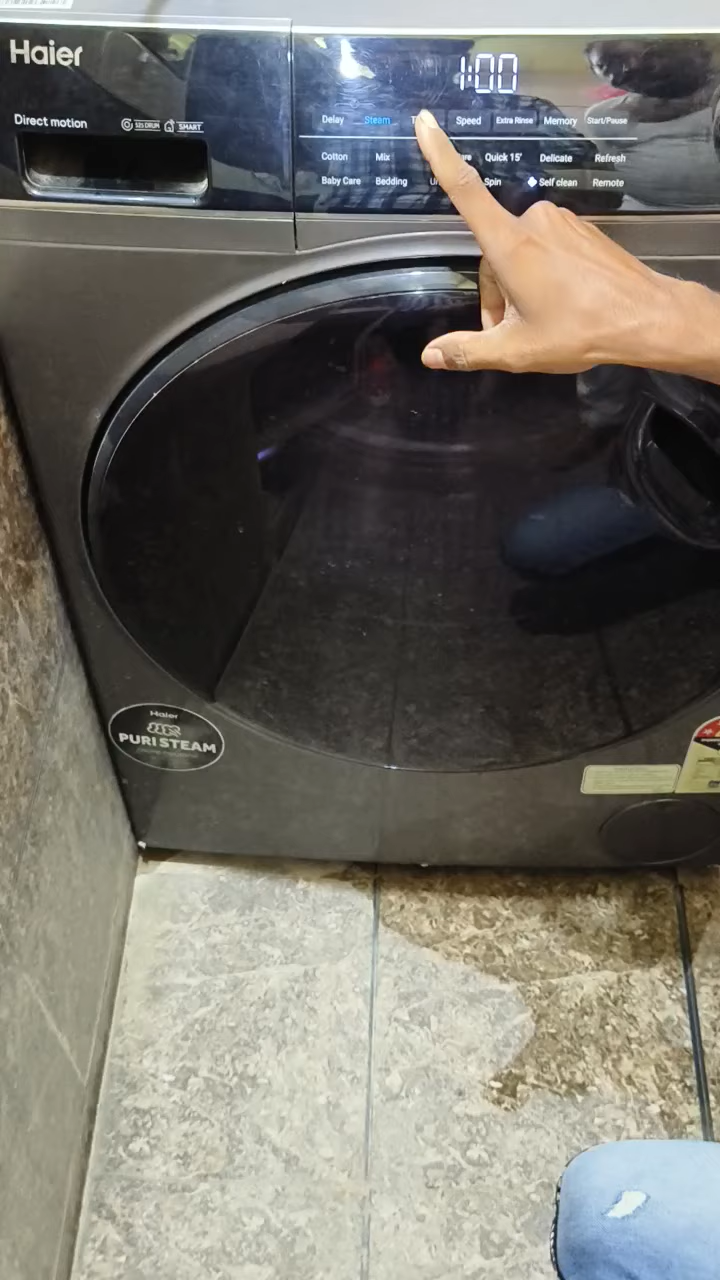 Haier
1:00
Direct motion
525 DRUM
SMART
Delay Steam Speed Extra Rinse Memory Start/Pause
Cotton Mix Quick 15' Delicate Refresh
Baby Care Bedding Spin Self clean Remote
Haier
PURI STEAM